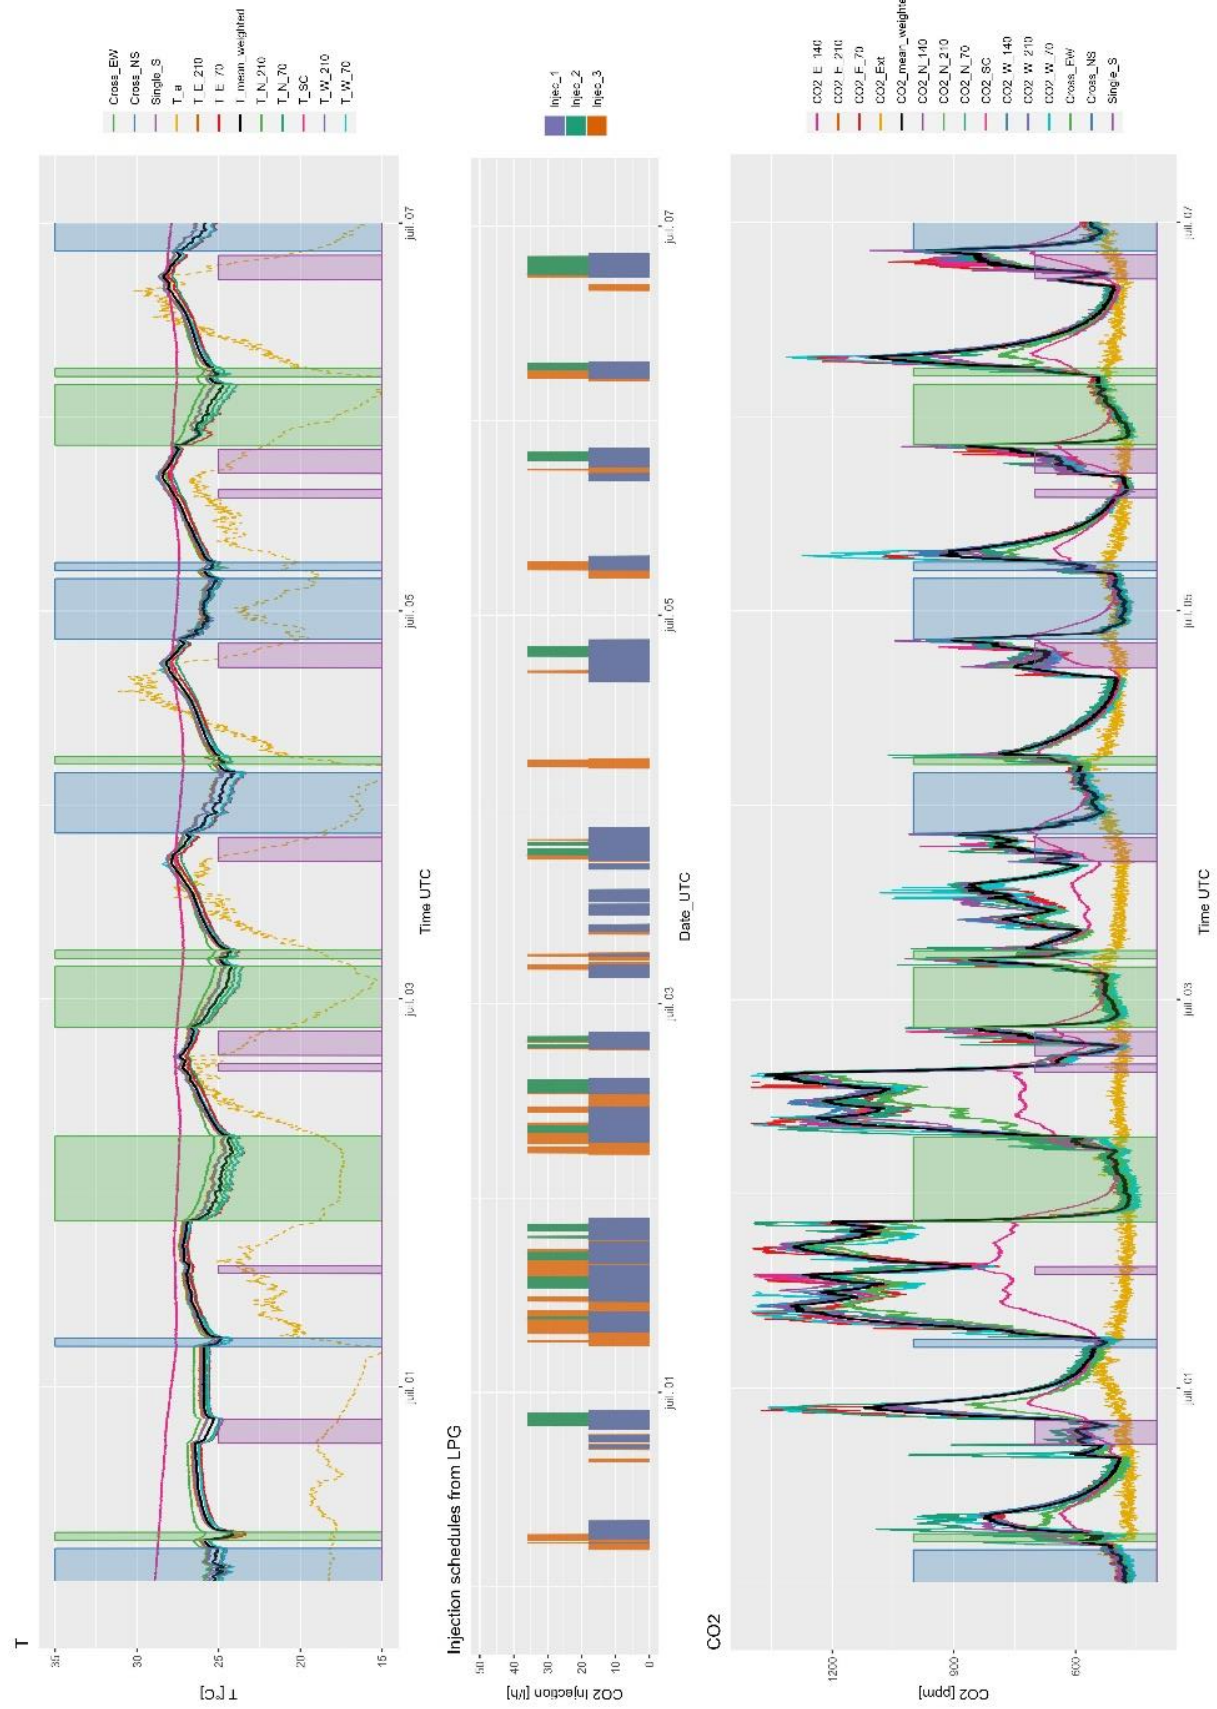 T
35
30
25
20
15
T [°C]
juil. 01
juil. 03
juil. 05
juil. 07
Time UTC
Cross_EW
Cross_NS
Single_S
T_a
T_E_210
T_E_70
T_mean_weighted
T_N_210
T_N_70
T_SC
T_W_210
T_W_70
Injection schedules from LPG
50
40
30
20
10
0
CO2 Injection [l/h]
juil. 01
juil. 03
juil. 05
juil. 07
Date_UTC
Injec_1
Injec_2
Injec_3
CO2
1200
900
600
CO2 [ppm]
juil. 01
juil. 03
juil. 05
juil. 07
Time UTC
CO2_E_140
CO2_E_210
CO2_E_70
CO2_Ext
CO2_mean_weighte
CO2_N_140
CO2_N_210
CO2_N_70
CO2_SC
CO2_W_140
CO2_W_210
CO2_W_70
Cross_EW
Cross_NS
Single_S